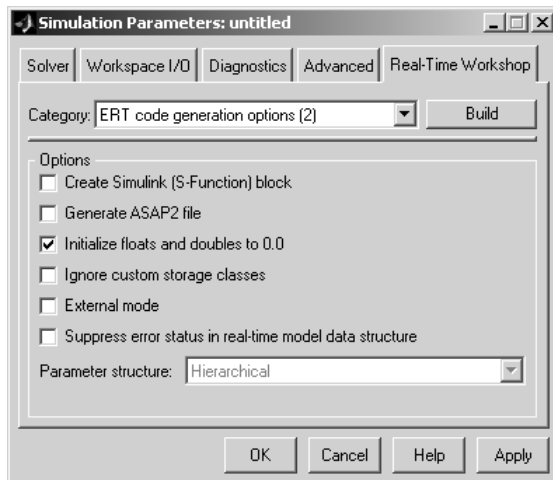 Simulation Parameters: untitled
Solver Workspace I/O Diagnostics Advanced Real-Time Workshop
Category: ERT code generation options (2) Build
Options
Create Simulink (S-Function) block
Generate ASAP2 file
Initialize floats and doubles to 0.0
Ignore custom storage classes
External mode
Suppress error status in real-time model data structure
Parameter structure: Hierarchical
OK Cancel Help Apply